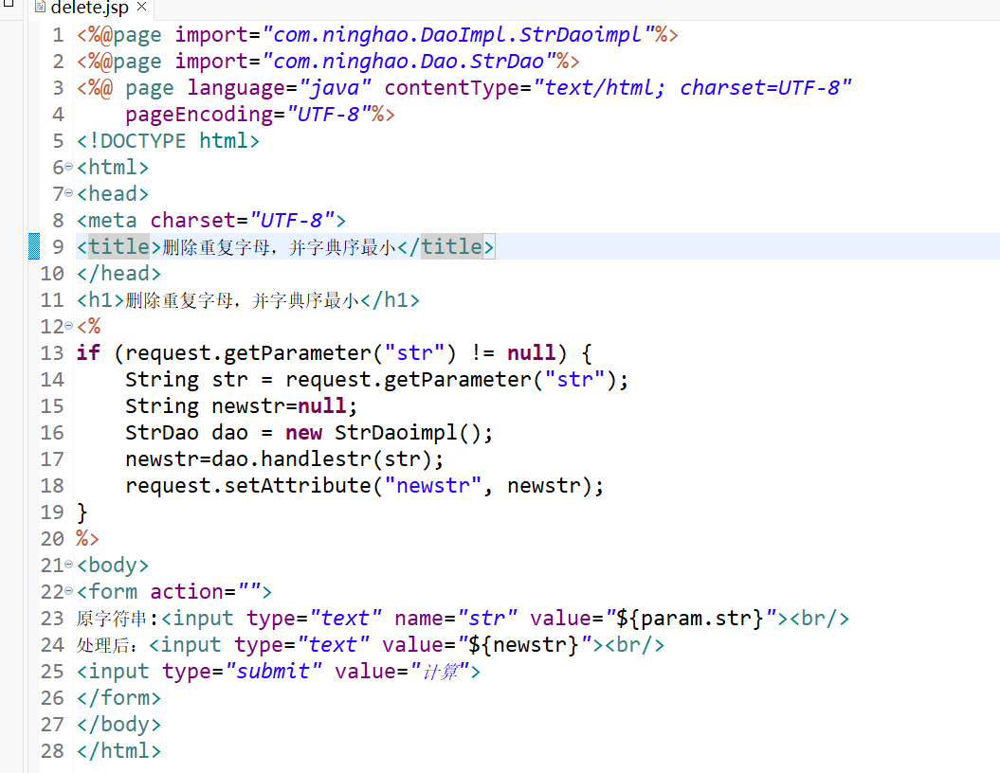 delete.jsp ×
1 <%@page import="com.ninghao.DaoImpl.StrDaoimpl"%>
2 <%@page import="com.ninghao.Dao.StrDao"%>
3 <%@ page language="java" contentType="text/html; charset=UTF-8"
4     pageEncoding="UTF-8"%>
5 <!DOCTYPE html>
6 <html>
7 <head>
8 <meta charset="UTF-8">
9 <title>删除重复字母，并字典序最小</title>
10 </head>
11 <h1>删除重复字母，并字典序最小</h1>
12 <%
13 if (request.getParameter("str") != null) {
14     String str = request.getParameter("str");
15     String newstr=null;
16     StrDao dao = new StrDaoimpl();
17     newstr=dao.handlestr(str);
18     request.setAttribute("newstr", newstr);
19 }
20 %>
21 <body>
22 <form action="">
23 原字符串:<input type="text" name="str" value="${param.str}"><br/>
24 处理后：<input type="text" value="${newstr}"><br/>
25 <input type="submit" value="计算">
26 </form>
27 </body>
28 </html>